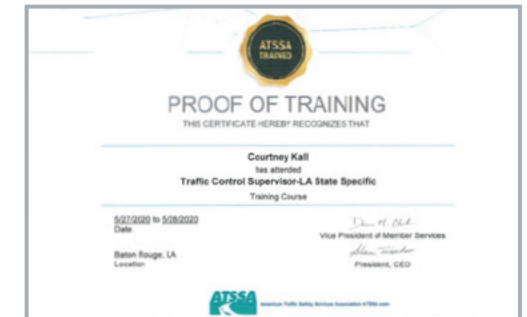 ATSSA
TRAINED
PROOF OF TRAINING
THIS CERTIFICATE HEREBY RECOGNIZES THAT
Courtney Kall
has attended
Traffic Control Supervisor-LA State Specific
Training Course
5/27/2020 to 5/28/2020
Date
Vice President of Member Services
Baton Rouge, LA
Location
President, CEO
ATSSA
American Traffic Safety Services Association ATSSA.com